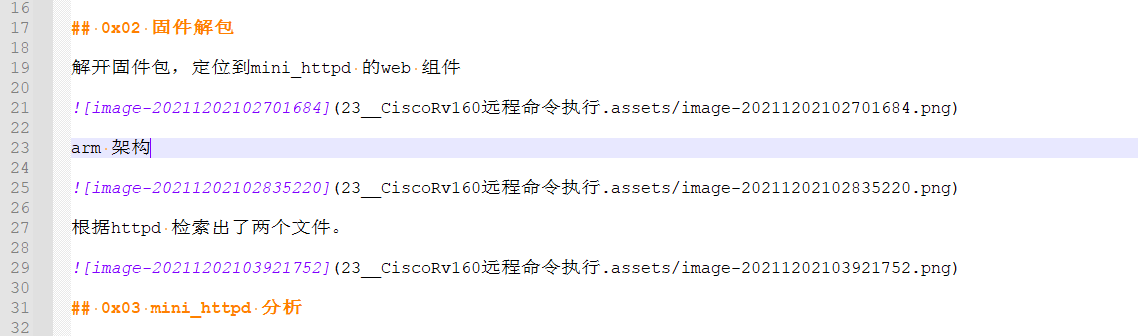 16
17 ## 0x02 固件解包
18
19 解开固件包，定位到mini_httpd 的web 组件
20
21 ![image-20211202102701684](23__CiscoRv160远程命令执行.assets/image-20211202102701684.png)
22
23 arm 架构
24
25 ![image-20211202102835220](23__CiscoRv160远程命令执行.assets/image-20211202102835220.png)
26
27 根据httpd 检索出了两个文件。
28
29 ![image-20211202103921752](23__CiscoRv160远程命令执行.assets/image-20211202103921752.png)
30
31 ## 0x03 mini_httpd 分析
32